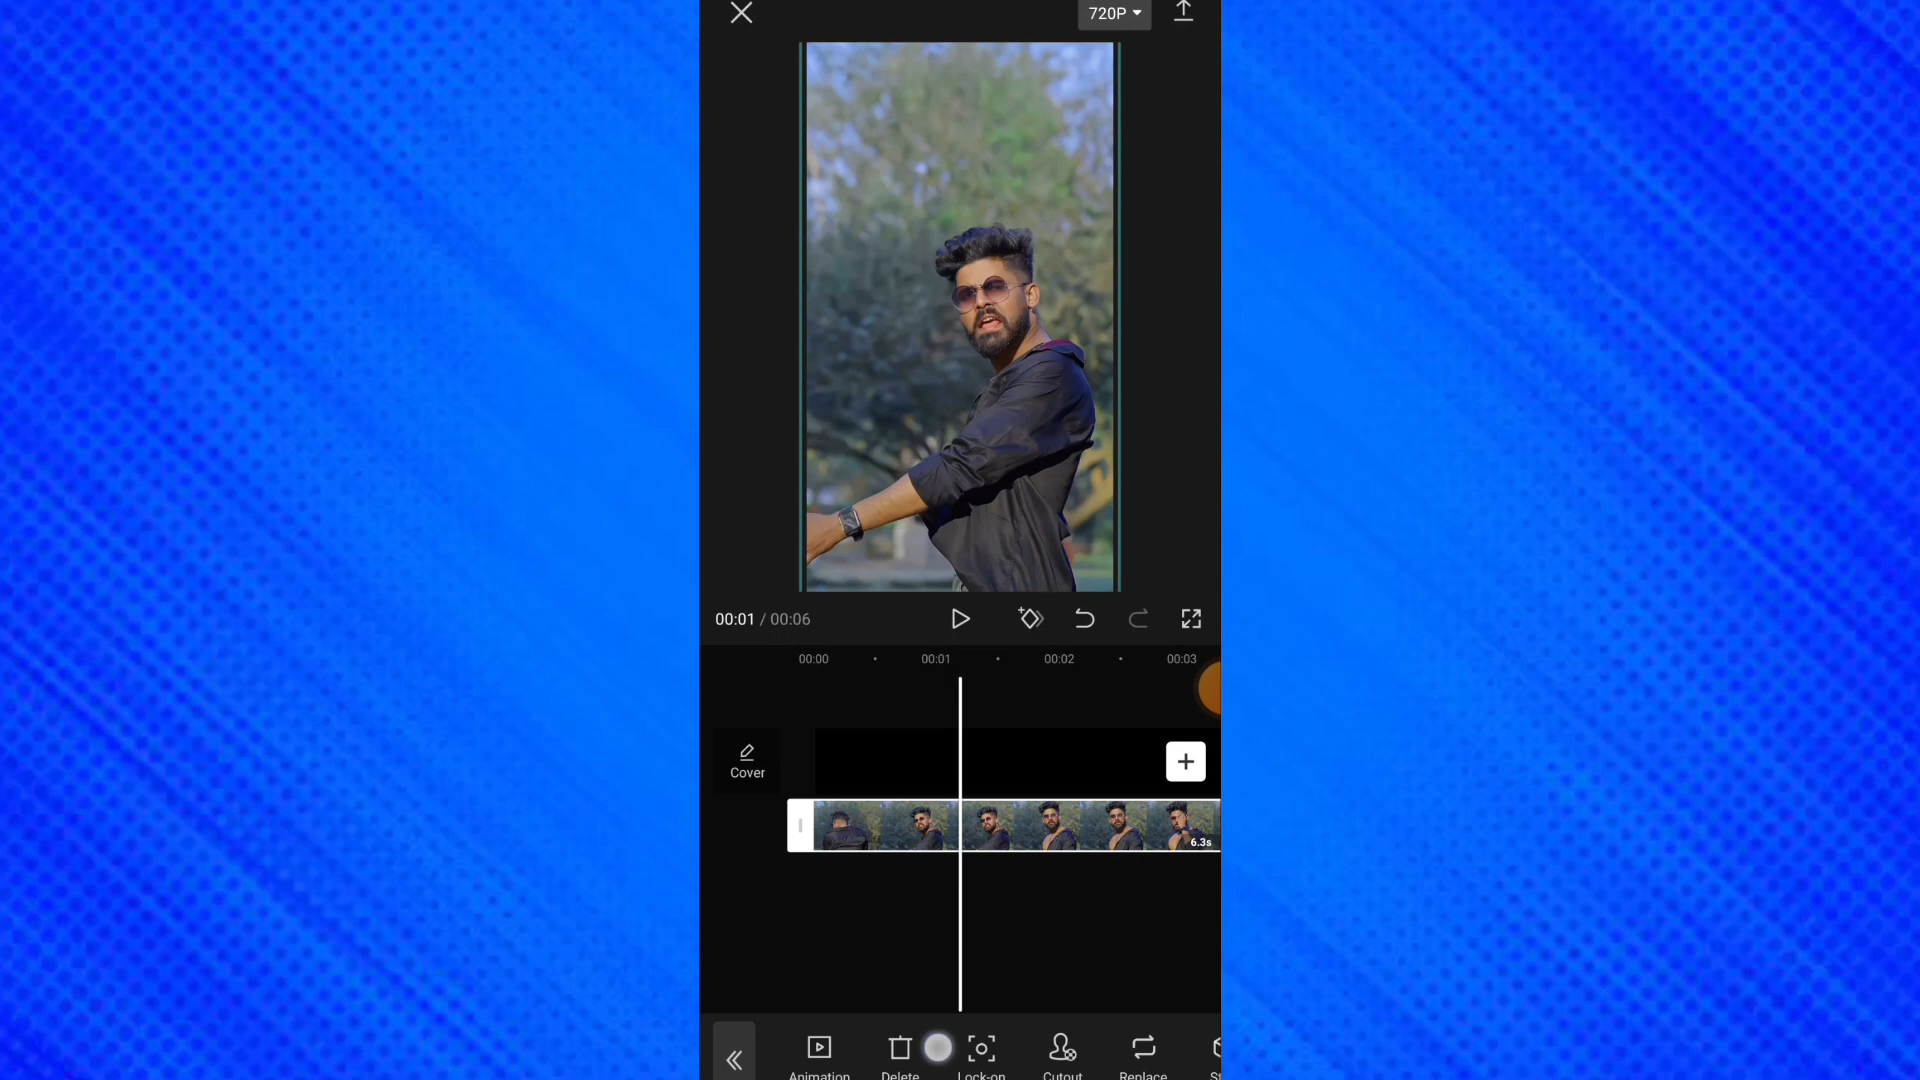 720P
00:01 / 00:06
00:00 00:01 00:02 00:03
Cover
6.3s
Animation Delete Lock-on Cutout Replace